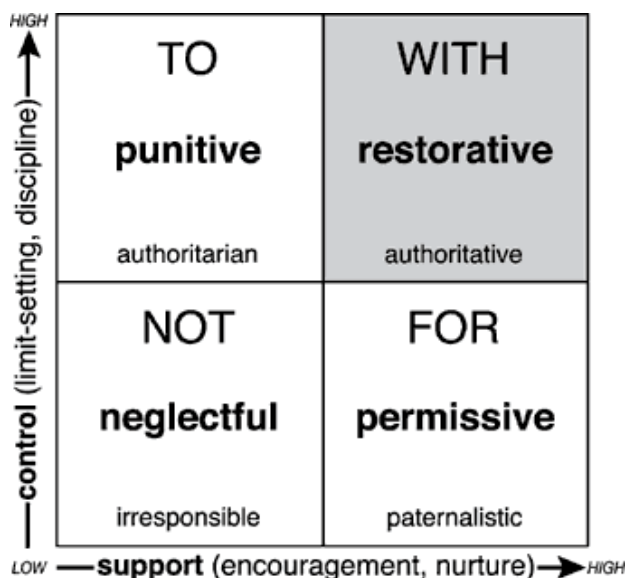 HIGH
control (limit-setting, discipline)
TO
punitive
authoritarian
WITH
restorative
authoritative
NOT
neglectful
irresponsible
FOR
permissive
paternalistic
LOW
support (encouragement, nurture)
HIGH